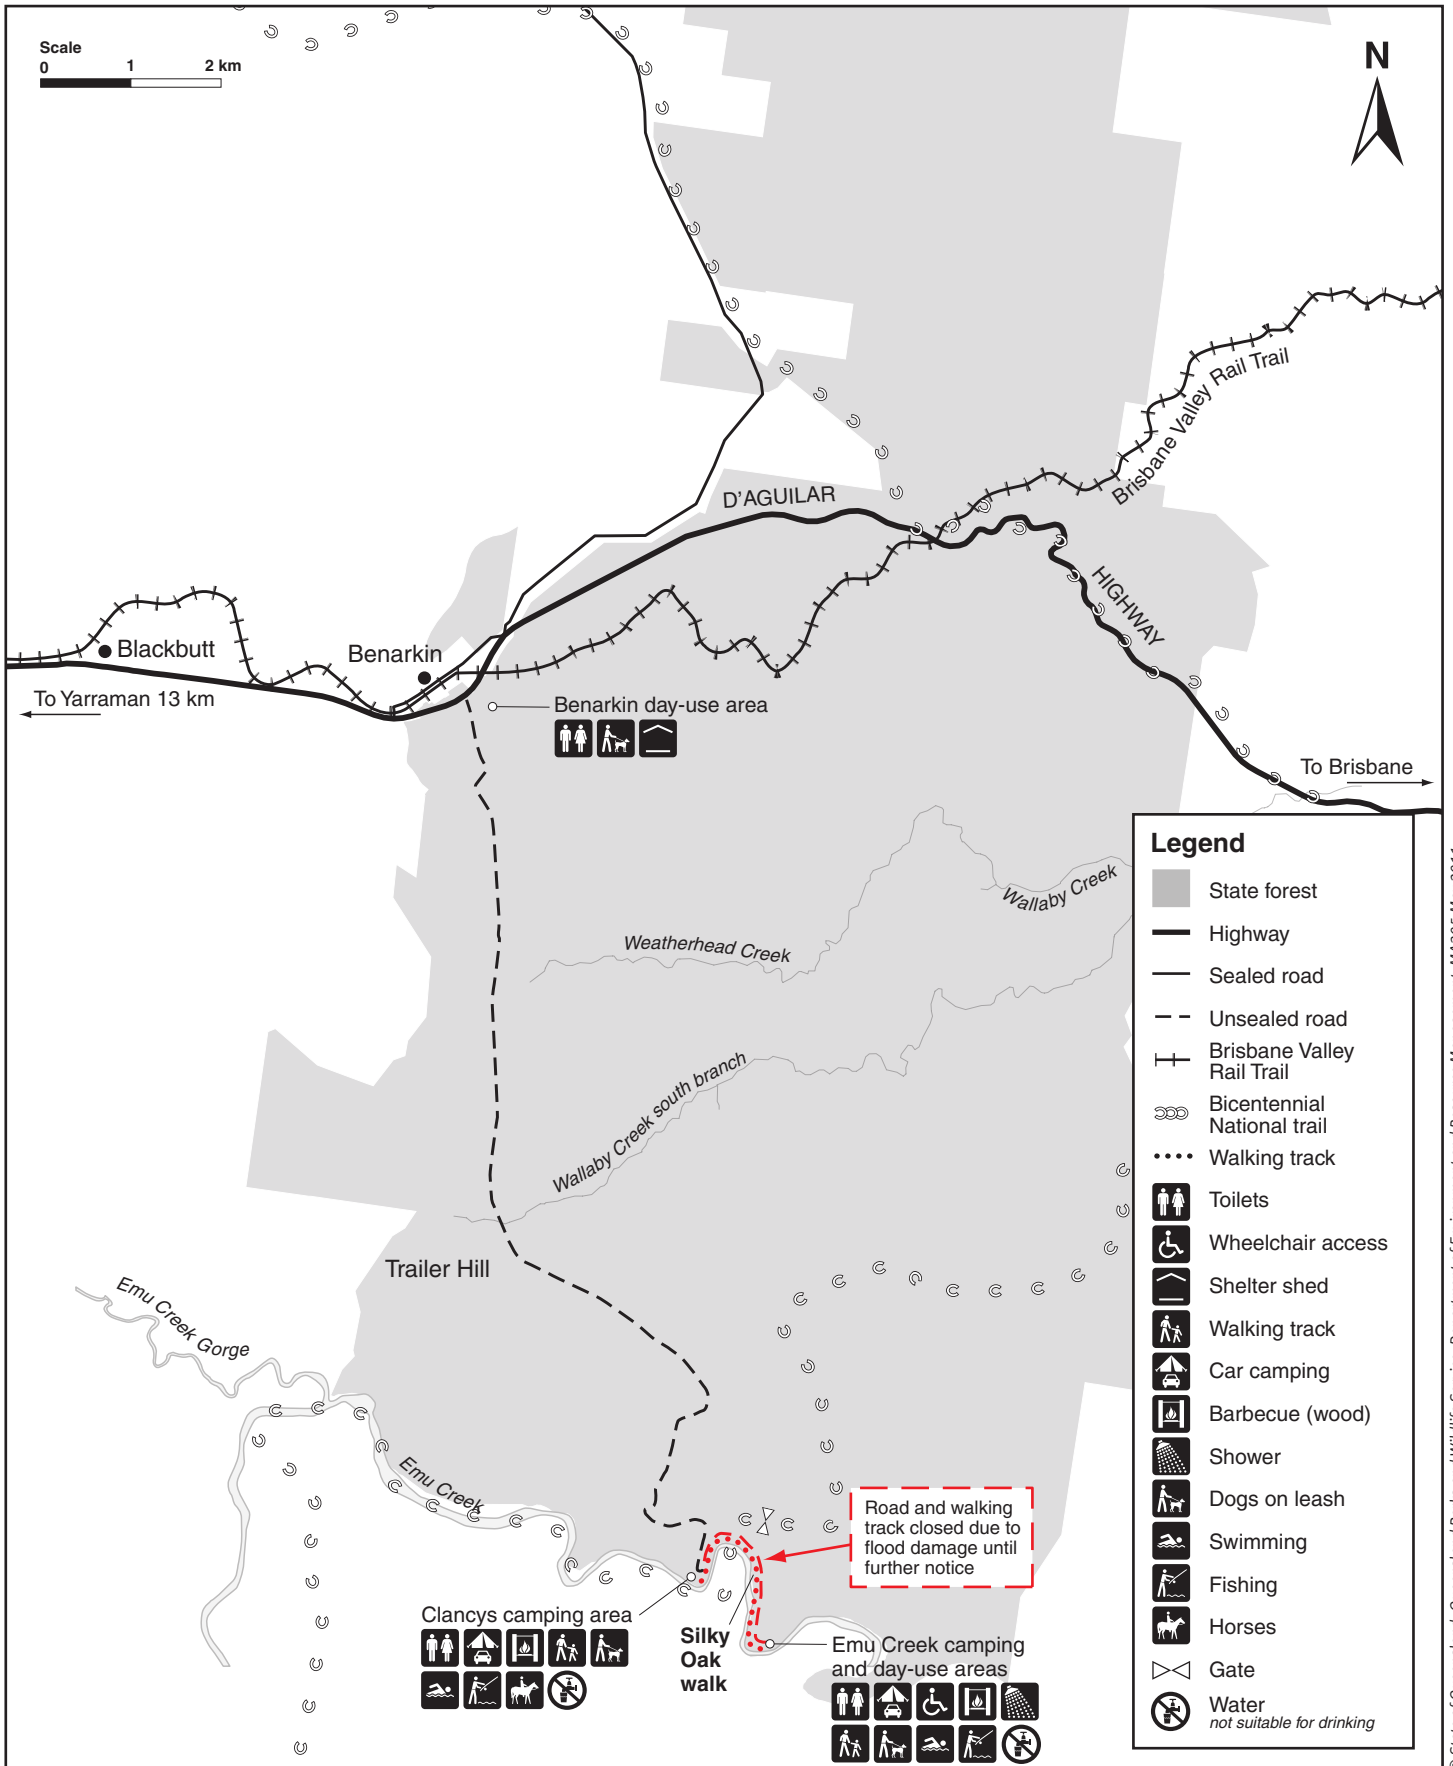 Scale
0 1 2 km
N
Brisbane Valley Rail Trail
D'AGUILAR
HIGHWAY
Blackbutt
Benarkin
To Yarraman 13 km
Benarkin day-use area
To Brisbane
Wallaby Creek
Weatherhead Creek
Wallaby Creek south branch
Trailer Hill
Emu Creek Gorge
Emu Creek
Road and walking
track closed due to
flood damage until
further notice
Clancys camping area
Silky
Oak
walk
Emu Creek camping
and day-use areas
Legend
State forest
Highway
Sealed road
Unsealed road
Brisbane Valley
Rail Trail
Bicentennial
National trail
Walking track
Toilets
Wheelchair access
Shelter shed
Walking track
Car camping
Barbecue (wood)
Shower
Dogs on leash
Swimming
Fishing
Horses
Gate
Water
not suitable for drinking